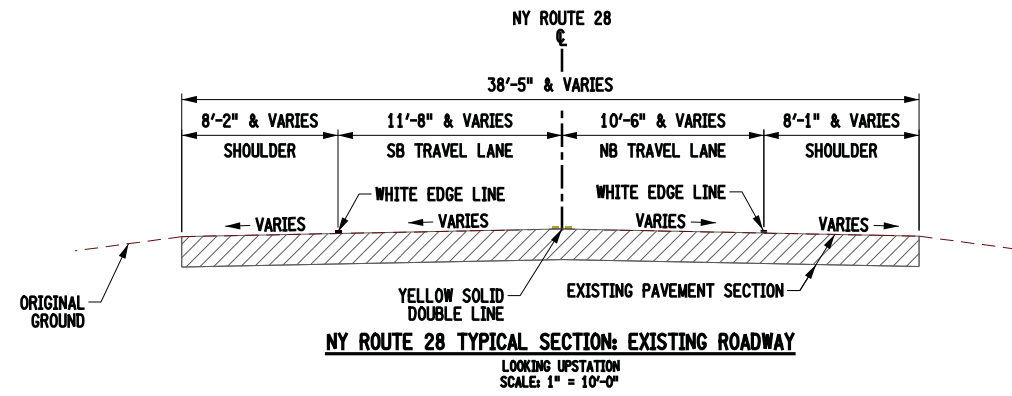 NY ROUTE 28
℄
38'-5" & VARIES
8'-2" & VARIES
11'-8" & VARIES
10'-6" & VARIES
8'-1" & VARIES
SHOULDER
SB TRAVEL LANE
NB TRAVEL LANE
SHOULDER
WHITE EDGE LINE
WHITE EDGE LINE
VARIES
VARIES
VARIES
VARIES
ORIGINAL
GROUND
YELLOW SOLID
DOUBLE LINE
EXISTING PAVEMENT SECTION
NY ROUTE 28 TYPICAL SECTION: EXISTING ROADWAY
LOOKING UPSTATION
SCALE: 1" = 10'-0"